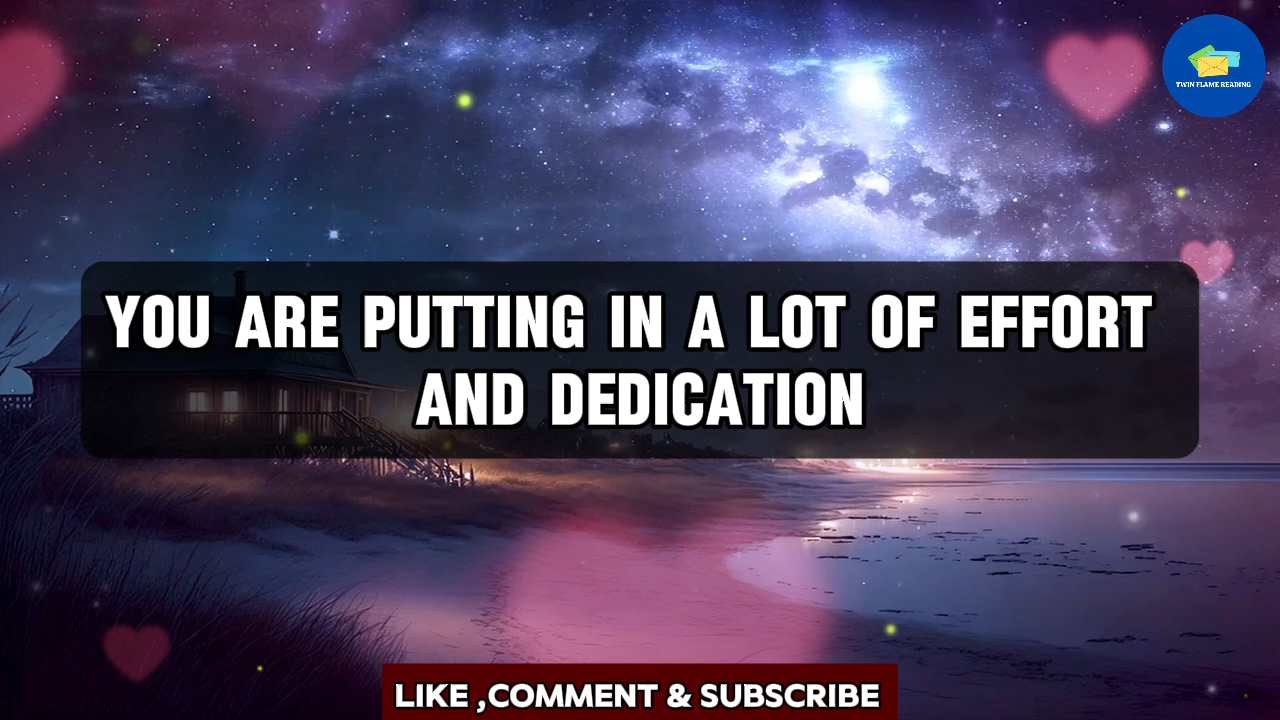 TWIN FLAME READING
YOU ARE PUTTING IN A LOT OF EFFORT
AND DEDICATION
LIKE ,COMMENT & SUBSCRIBE